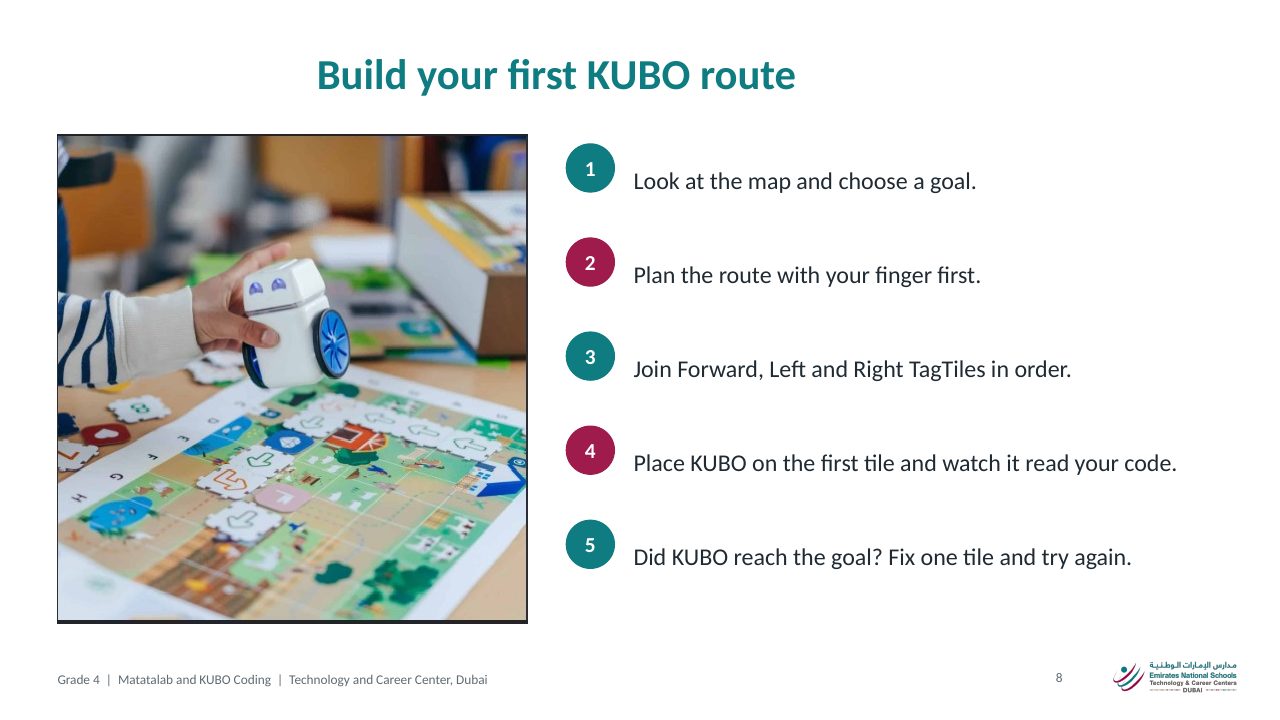 Build your first KUBO route
1
Look at the map and choose a goal.
2
Plan the route with your finger first.
3
Join Forward, Left and Right TagTiles in order.
4
Place KUBO on the first tile and watch it read your code.
5
Did KUBO reach the goal? Fix one tile and try again.
H
G
F
E
Grade 4 | Matatalab and KUBO Coding | Technology and Career Center, Dubai
8
مدارس الإمارات الوطنية
Emirates National Schools
Technology & Career Centers
DUBAI